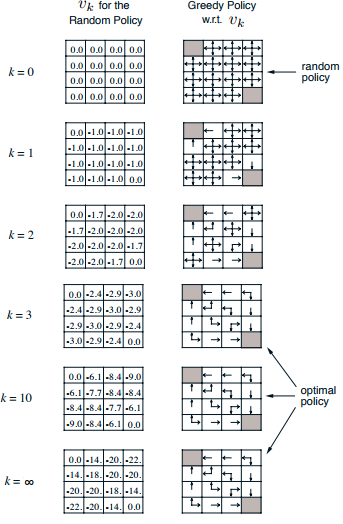 v_k for the
Random Policy
Greedy Policy
w.r.t. v_k
k = 0
0.0 0.0 0.0 0.0
0.0 0.0 0.0 0.0
0.0 0.0 0.0 0.0
0.0 0.0 0.0 0.0
random
policy
k = 1
0.0 -1.0 -1.0 -1.0
-1.0 -1.0 -1.0 -1.0
-1.0 -1.0 -1.0 -1.0
-1.0 -1.0 -1.0 0.0
k = 2
0.0 -1.7 -2.0 -2.0
-1.7 -2.0 -2.0 -2.0
-2.0 -2.0 -2.0 -1.7
-2.0 -2.0 -1.7 0.0
k = 3
0.0 -2.4 -2.9 -3.0
-2.4 -2.9 -3.0 -2.9
-2.9 -3.0 -2.9 -2.4
-3.0 -2.9 -2.4 0.0
k = 10
0.0 -6.1 -8.4 -9.0
-6.1 -7.7 -8.4 -8.4
-8.4 -8.4 -7.7 -6.1
-9.0 -8.4 -6.1 0.0
optimal
policy
k = ∞
0.0 -14. -20. -22.
-14. -18. -20. -20.
-20. -20. -18. -14.
-22. -20. -14. 0.0